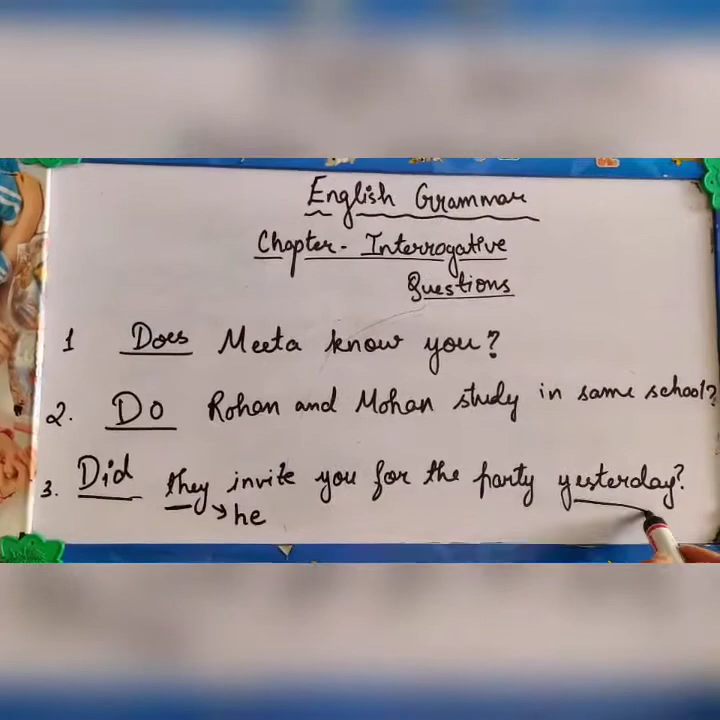 English Grammar
Chapter- Interrogative
Questions
1 Does Meeta know you?
2. Do Rohan and Mohan study in same school?
3. Did they invite you for the party yesterday?
→ he